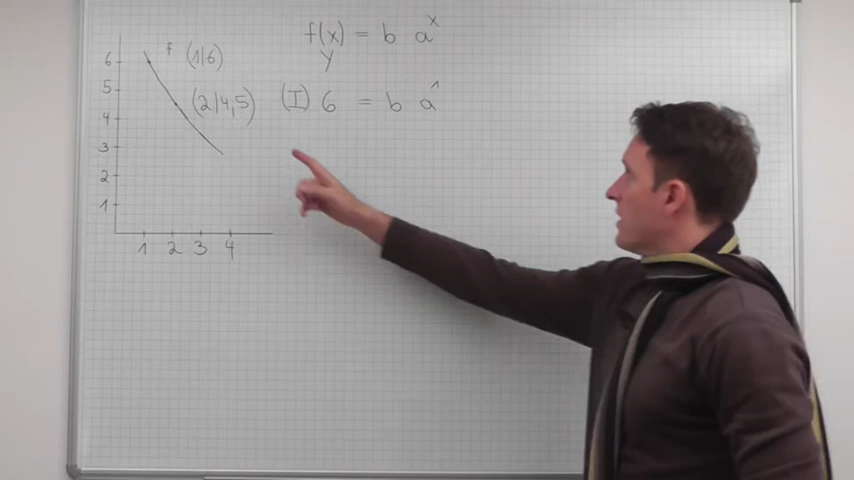 f(x) = b a^x
y
f (1|6)
(2|4,5)
(I) 6 = b a^1
6
5
4
3
2
1
1 2 3 4